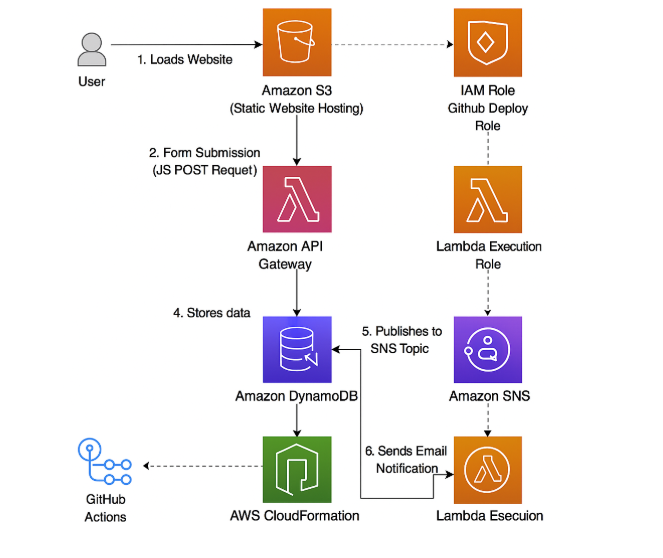 1. Loads Website
User
Amazon S3
(Static Website Hosting)
IAM Role
Github Deploy
Role
2. Form Submission
(JS POST Requet)
Amazon API
Gateway
Lambda Execution
Role
4. Stores data
5. Publishes to
SNS Topic
Amazon DynamoDB
Amazon SNS
6. Sends Email
Notification
GitHub
Actions
AWS CloudFormation
Lambda Esecuion